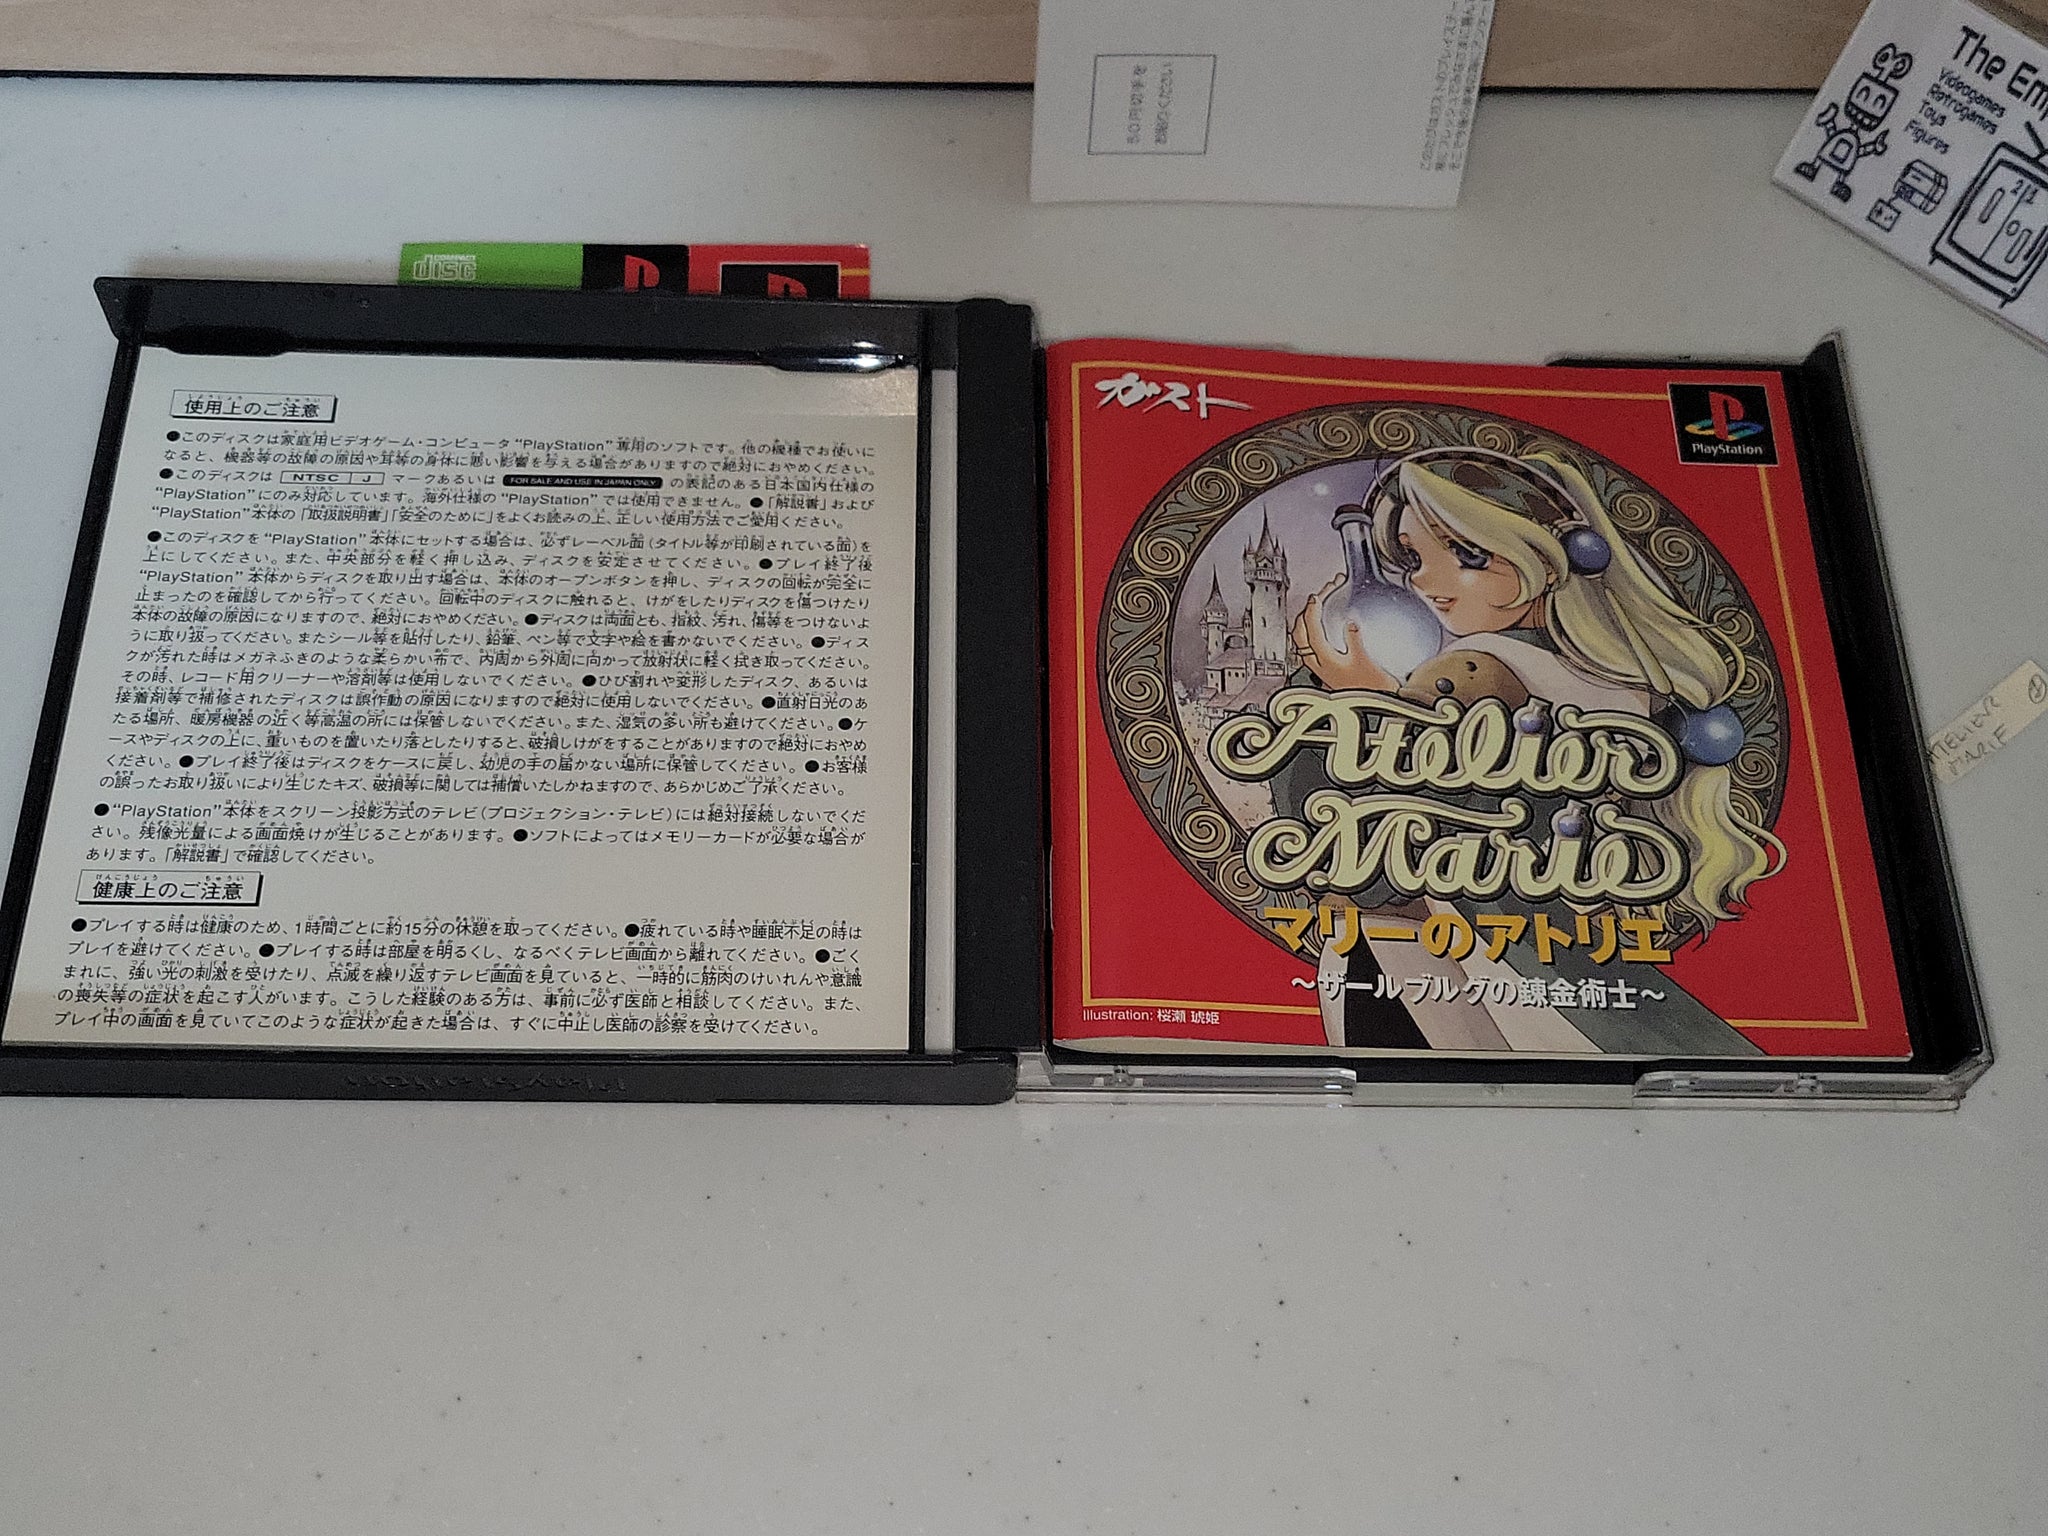 50円切手を
お貼りください
The Em
Videogames
Retrogames
Toys
Figures
COMPACT
disc
使用上のご注意
●このディスクは家庭用ビデオゲーム・コンピュータ“PlayStation”専用のソフトです。他の機種でお使いに
なると、機器等の故障の原因や耳等の身体に悪い影響を与える場合がありますので絶対におやめください。
●このディスクは NTSC J マークあるいは FOR SALE AND USE IN JAPAN ONLY の表記のある日本国内仕様の
“PlayStation”にのみ対応しています。海外仕様の“PlayStation”では使用できません。●「解説書」および
“PlayStation”本体の「取扱説明書」「安全のために」をよくお読みの上、正しい使用方法でご愛用ください。
●このディスクを“PlayStation”本体にセットする場合は、必ずレーベル面(タイトル等が印刷されている面)を
上にしてください。また、中央部分を軽く押し込み、ディスクを安定させてください。●プレイ終了後
“PlayStation”本体からディスクを取り出す場合は、本体のオープンボタンを押し、ディスクの回転が完全に
止まったのを確認してから行ってください。回転中のディスクに触れると、けがをしたりディスクを傷つけたり
本体の故障の原因になりますので、絶対におやめください。●ディスクは両面とも、指紋、汚れ、傷等をつけないよ
うに取り扱ってください。またシール等を貼付したり、鉛筆、ペン等で文字や絵を書かないでください。●ディス
クが汚れた時はメガネふきのような柔らかい布で、内周から外周に向かって放射状に軽く拭き取ってください。
その時、レコード用クリーナーや溶剤等は使用しないでください。●ひび割れや変形したディスク、あるいは
接着剤等で補修されたディスクは誤作動の原因になりますので絶対に使用しないでください。●直射日光のあ
たる場所、暖房機器の近く等高温の所には保管しないでください。また、湿気の多い所も避けてください。●ケ
ースやディスクの上に、重いものを置いたり落としたりすると、破損しけがをすることがありますので絶対におやめ
ください。●プレイ終了後はディスクをケースに戻し、幼児の手の届かない場所に保管してください。●お客様
の誤ったお取り扱いにより生じたキズ、破損等に関しては補償いたしかねますので、あらかじめご了承ください。
●“PlayStation”本体をスクリーン投影方式のテレビ(プロジェクション・テレビ)には絶対接続しないでくだ
さい。残像光量による画面焼けが生じることがあります。●ソフトによってはメモリーカードが必要な場合が
あります。「解説書」で確認してください。
健康上のご注意
●プレイする時は健康のため、1時間ごとに約15分の休憩を取ってください。●疲れている時や睡眠不足の時は
プレイを避けてください。●プレイする時は部屋を明るくし、なるべくテレビ画面から離れてください。●ごく
まれに、強い光の刺激を受けたり、点滅を繰り返すテレビ画面を見ていると、一時的に筋肉のけいれんや意識
の喪失等の症状を起こす人がいます。こうした経験のある方は、事前に必ず医師と相談してください。また、
プレイ中の画面を見ていてこのような症状が起きた場合は、すぐに中止し医師の診察を受けてください。
PlayStation
ガスト
PlayStation
Atelier
Marie
マリーのアトリエ
～ザールブルグの錬金術士～
Illustration: 桜瀬 琥姫
ATELIER
MARIE